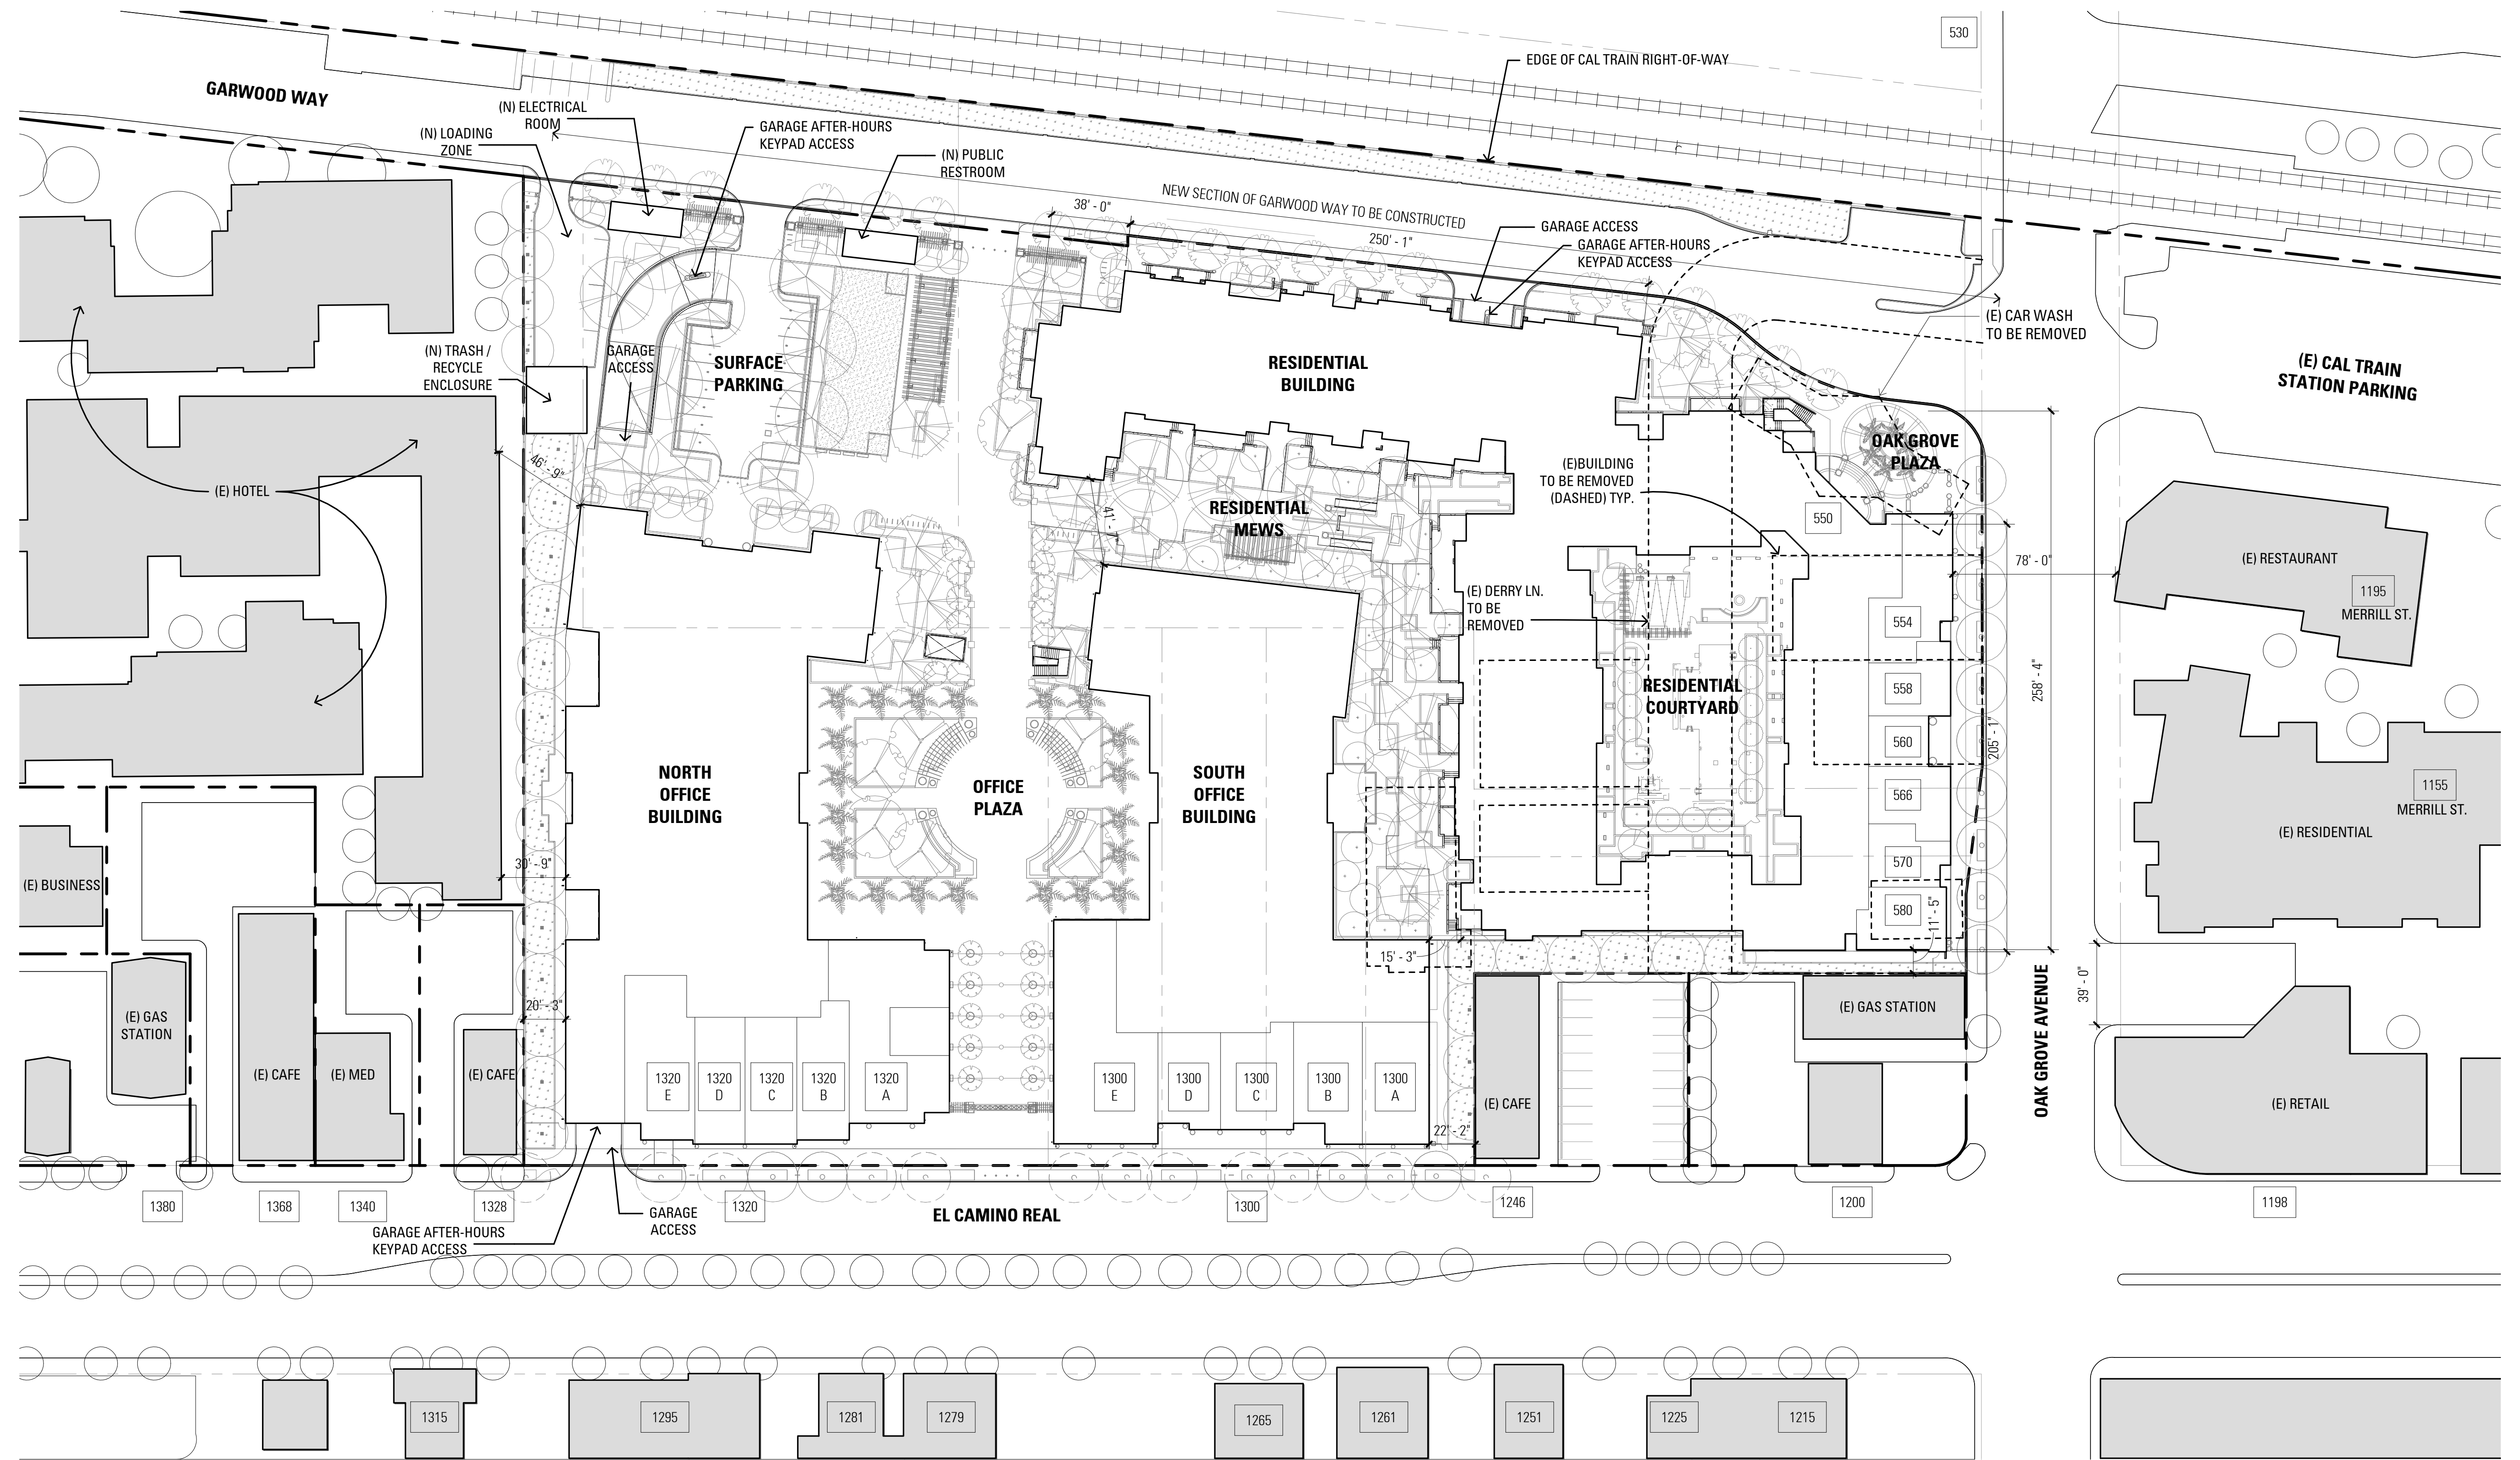 530
EDGE OF CAL TRAIN RIGHT-OF-WAY
GARWOOD WAY
(N) ELECTRICAL
ROOM
(N) LOADING
ZONE
GARAGE AFTER-HOURS
KEYPAD ACCESS
(N) PUBLIC
RESTROOM
38' - 0"
NEW SECTION OF GARWOOD WAY TO BE CONSTRUCTED
250' - 1"
GARAGE ACCESS
GARAGE AFTER-HOURS
KEYPAD ACCESS
(E) CAR WASH
TO BE REMOVED
(E) CAL TRAIN
STATION PARKING
(N) TRASH /
RECYCLE
ENCLOSURE
GARAGE
ACCESS
SURFACE
PARKING
RESIDENTIAL
BUILDING
OAK GROVE
PLAZA
(E) HOTEL
46' - 9"
41' - 7"
RESIDENTIAL
MEWS
(E)BUILDING
TO BE REMOVED
(DASHED) TYP.
550
78' - 0"
(E) RESTAURANT
1195
MERRILL ST.
(E) DERRY LN.
TO BE
REMOVED
554
558
560
566
570
580
RESIDENTIAL
COURTYARD
258' - 4"
205' - 1"
11' - 5"
1155
MERRILL ST.
(E) RESIDENTIAL
NORTH
OFFICE
BUILDING
OFFICE
PLAZA
SOUTH
OFFICE
BUILDING
30' - 9"
(E) BUSINESS
15' - 3"
39' - 0"
OAK GROVE AVENUE
20' - 3"
(E) GAS
STATION
(E) GAS STATION
(E) CAFE
(E) MED
(E) CAFE
1320
E
1320
D
1320
C
1320
B
1320
A
1300
E
1300
D
1300
C
1300
B
1300
A
(E) CAFE
(E) RETAIL
22' - 2"
1380
1368
1340
1328
1320
1300
1246
1200
1198
GARAGE AFTER-HOURS
KEYPAD ACCESS
GARAGE
ACCESS
EL CAMINO REAL
1315
1295
1281
1279
1265
1261
1251
1225
1215